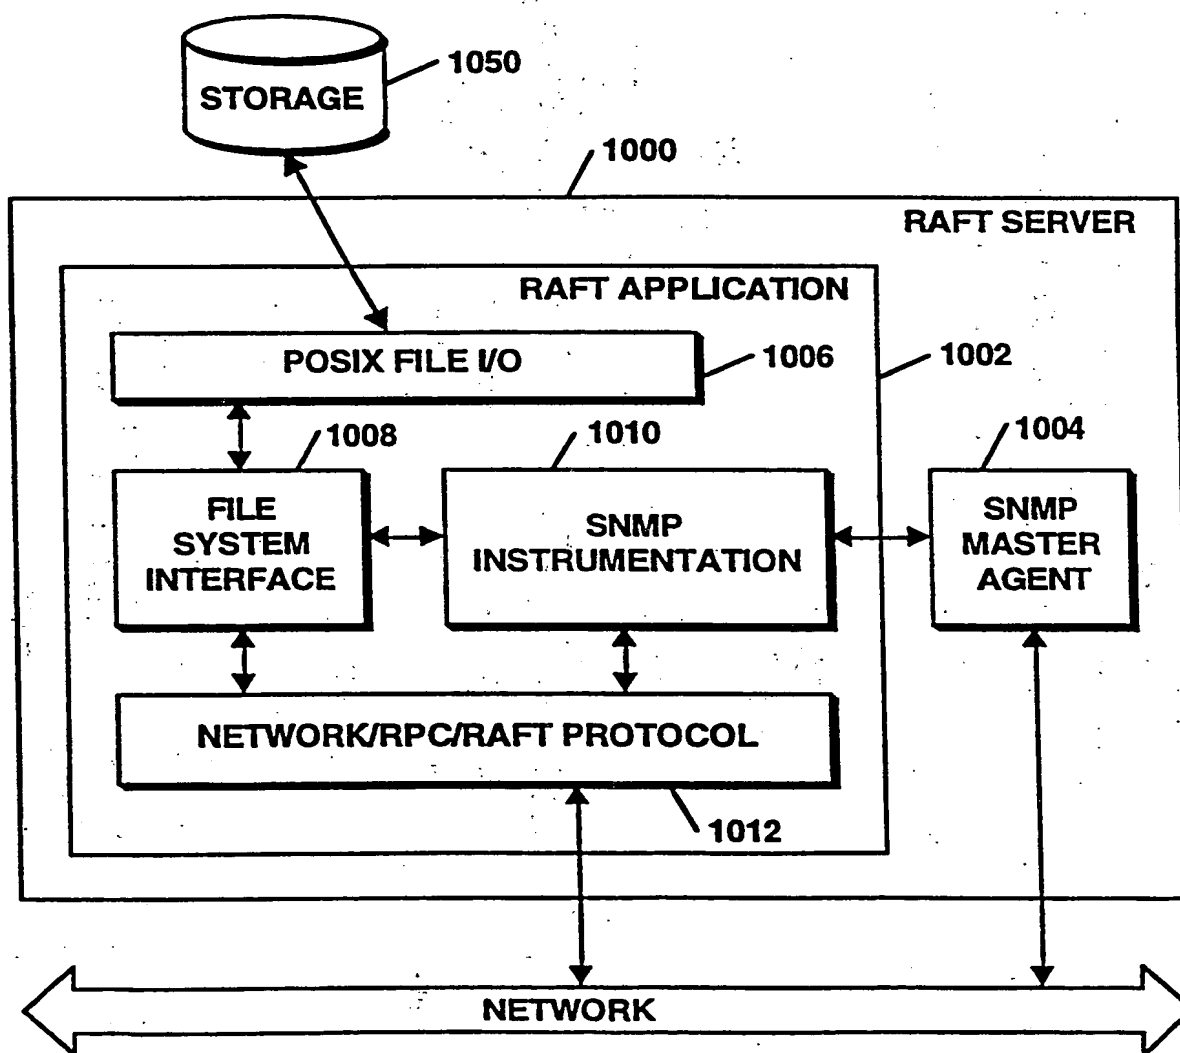 1050
STORAGE
1000
RAFT SERVER
RAFT APPLICATION
POSIX FILE I/O
1006
1002
1008
1010
1004
FILE
SYSTEM
INTERFACE
SNMP
INSTRUMENTATION
SNMP
MASTER
AGENT
NETWORK/RPC/RAFT PROTOCOL
1012
NETWORK